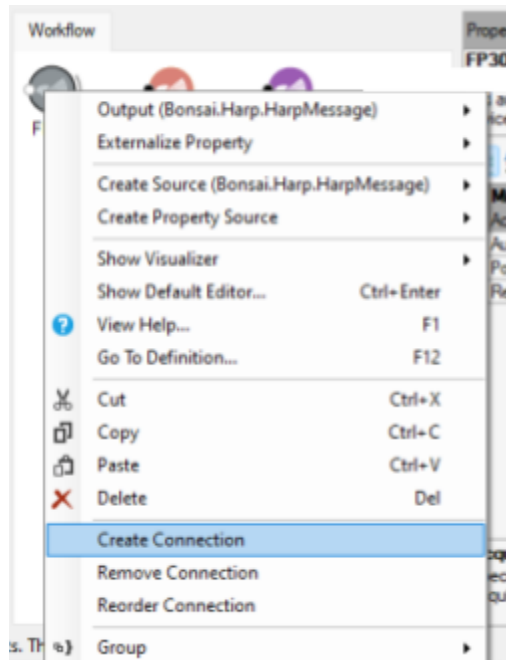 Workflow
Prope
FP30
Output (Bonsai.Harp.HarpMessage)
Externalize Property
Create Source (Bonsai.Harp.HarpMessage)
Create Property Source
Show Visualizer
Show Default Editor... Ctrl+Enter
View Help... F1
Go To Definition... F12
Cut Ctrl+X
Copy Ctrl+C
Paste Ctrl+V
Delete Del
Create Connection
Remove Connection
Reorder Connection
s. Th
Group